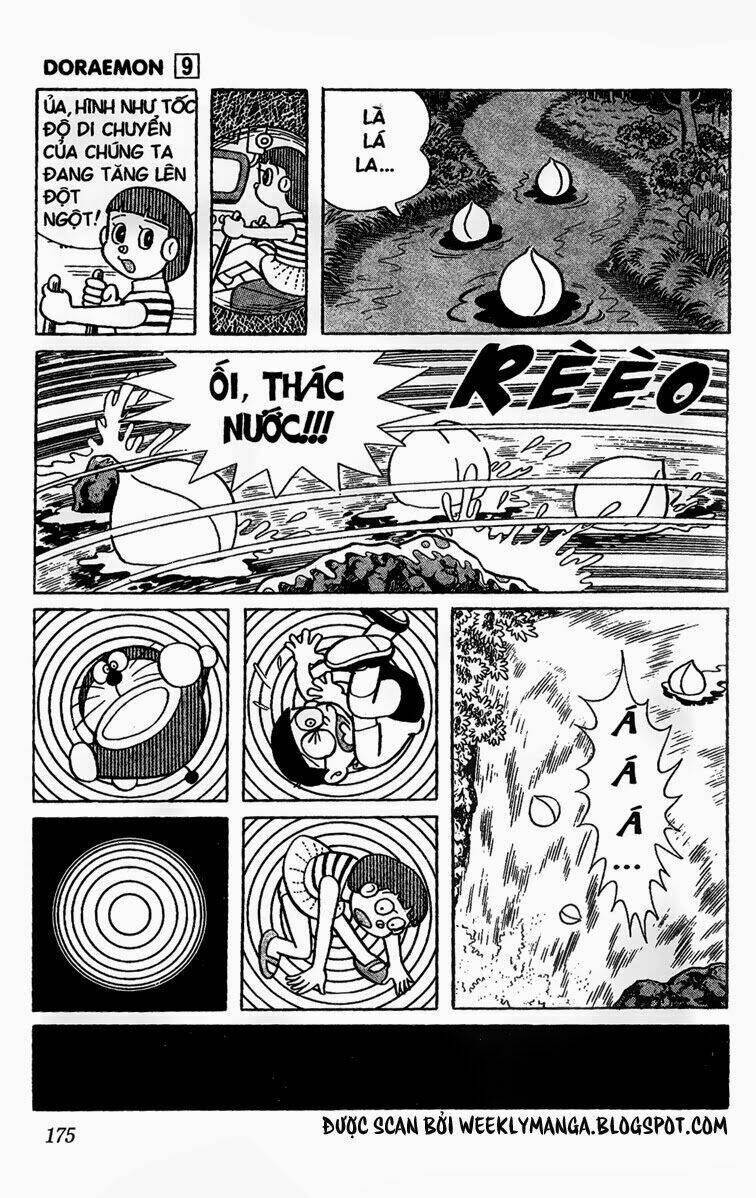 DORAEMON 9
ỦA, HÌNH NHƯ TỐC
ĐỘ DI CHUYỂN
CỦA CHÚNG TA
ĐANG TĂNG LÊN
ĐỘT
NGỘT!
LÀ
LÁ
LA...
ỐI, THÁC
NƯỚC!!!
RÈÈO
Á
Á
Á
...
175
ĐƯỢC SCAN BỞI WEEKLYMANGA.BLOGSPOT.COM